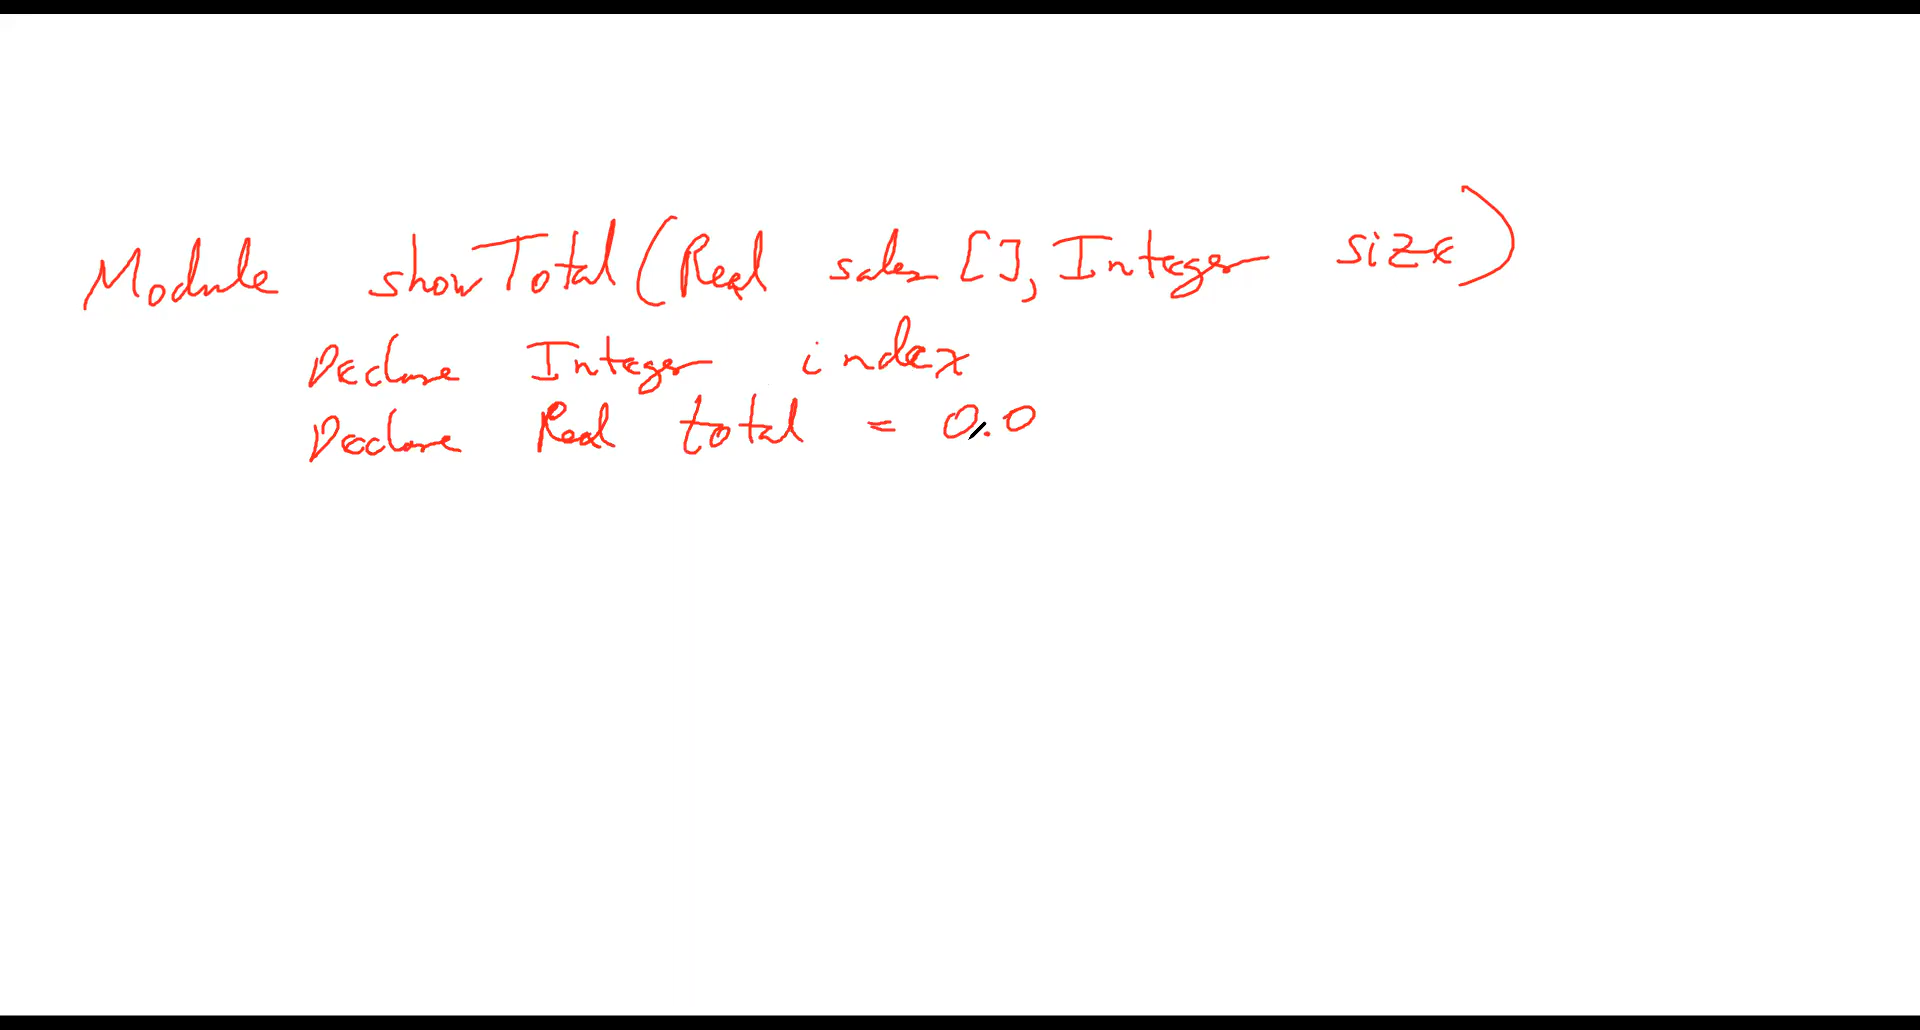 Module showTotal(Real sales[], Integer size)
Declare Integer index
Declare Real total = 0.0